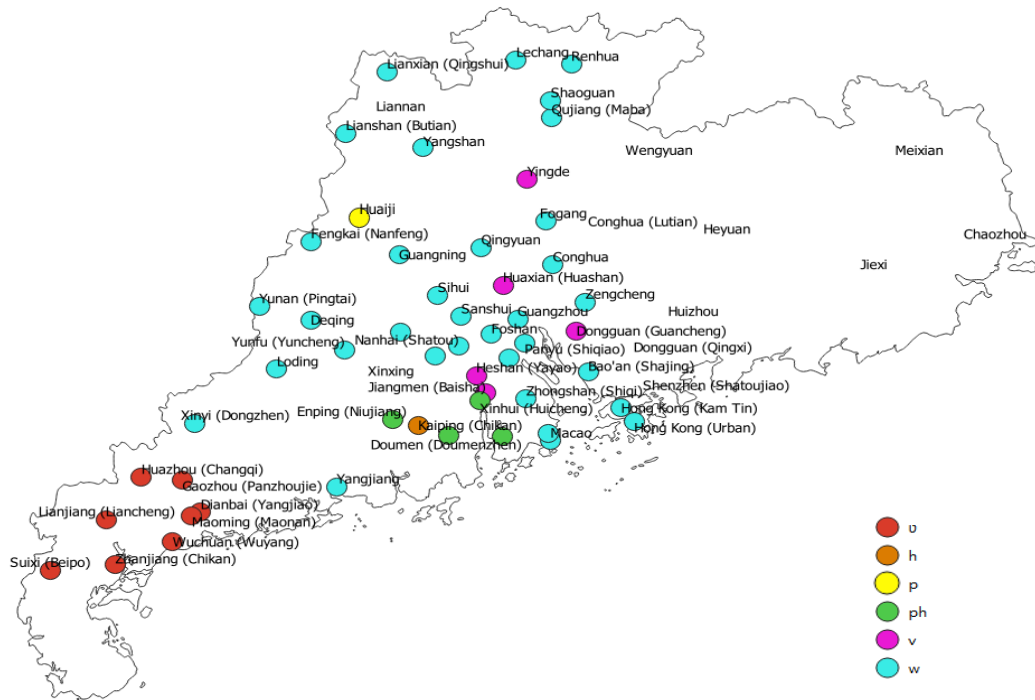 Lechang
Renhua
Lianxian (Qingshui)
Shaoguan
Liannan
Qujiang (Maba)
Lianshan (Butian)
Yangshan
Wengyuan
Meixian
Yingde
Huaiji
Fogang
Conghua (Lutian)
Heyuan
Fengkai (Nanfeng)
Qingyuan
Chaozhou
Guangning
Conghua
Jiexi
Huaxian (Huashan)
Sihui
Zengcheng
Yunan (Pingtai)
Sanshui
Guangzhou
Huizhou
Deqing
Foshan
Dongguan (Guancheng)
Yunfu (Yuncheng)
Nanhai (Shatou)
Panyu (Shiqiao)
Dongguan (Qingxi)
Loding
Xinxing
Heshan (Yayao)
Bao'an (Shajing)
Jiangmen (Baisha)
Zhongshan (Shiqi)
Shenzhen (Shatoujiao)
Xinyi (Dongzhen)
Enping (Niujiang)
Xinhui (Huicheng)
Hong Kong (Kam Tin)
Kaiping (Chikan)
Macao
Hong Kong (Urban)
Doumen (Doumenzhen)
Huazhou (Changqi)
Gaozhou (Panzhoujie)
Yangjiang
Dianbai (Yangjiao)
Lianjiang (Liancheng)
Maoming (Maonan)
Wuchuan (Wuyang)
Suixi (Beipo)
Zhanjiang (Chikan)
ʋ
h
p
ph
v
w